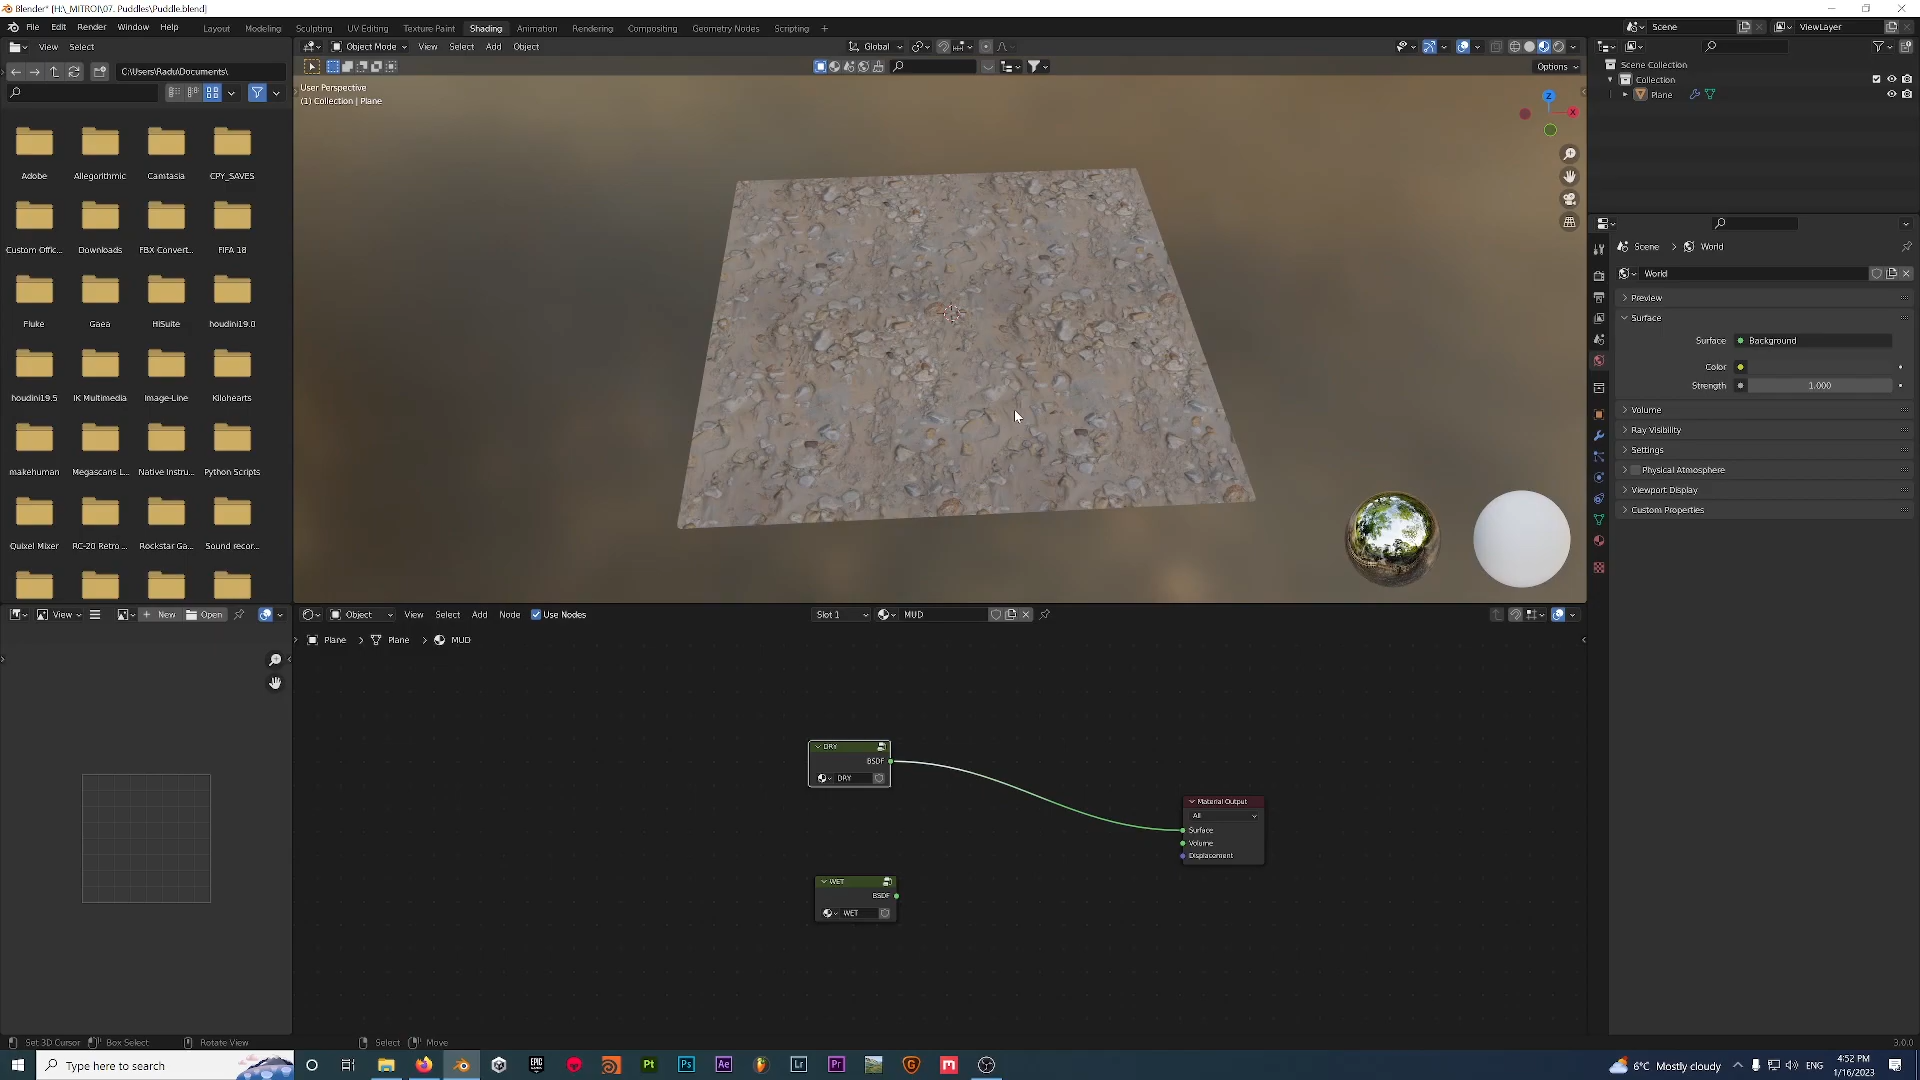 Blender* [H:\_MITROI\07. Puddles\Puddle.blend]
File Edit Render Window Help Layout Modeling Sculpting UV Editing Texture Paint Shading Animation Rendering Compositing Geometry Nodes Scripting + Scene ViewLayer
View Select Object Mode View Select Add Object Global
C:\Users\Radu\Documents\ Options
User Perspective
(1) Collection | Plane
Adobe Allegorithmic Camtasia CPY_SAVES
Custom Offic... Downloads FBX Convert... FIFA 18
Fluke Gaea HiSuite houdini19.0
houdini19.5 IK Multimedia Image-Line Kilohearts
makehuman Megascans L... Native Instru... Python Scripts
Quixel Mixer RC-20 Retro ... Rockstar Ga... Sound recor...
Z
X
Scene Collection
Collection
Plane
Scene > World
World
Preview
Surface
Surface Background
Color
Strength 1.000
Volume
Ray Visibility
Settings
Physical Atmosphere
Viewport Display
Custom Properties
View + New Open Object View Select Add Node Use Nodes Slot 1 MUD
Plane > Plane > MUD
DRY
BSDF
DRY
WET
BSDF
WET
Material Output
All
Surface
Volume
Displacement
Set 3D Cursor Box Select Rotate View Select Move 3.0.0
Type here to search Pt Ps Ae Lr Pr 6°C Mostly cloudy ENG
4:52 PM
1/16/2023